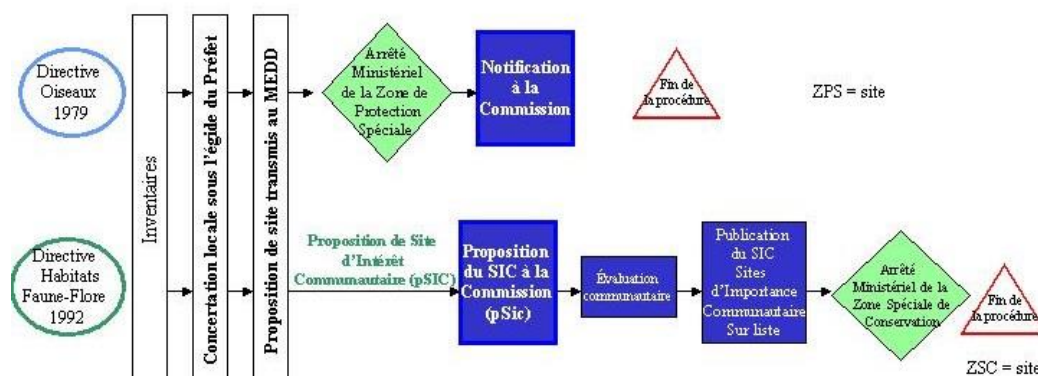 Directive
Oiseaux
1979
Inventaires
Concertation locale sous l'égide du Préfet
Proposition de site transmis au MEDD
Arrêté
Ministériel
de la Zone de
Protection
Spéciale
Notification
à la
Commission
Fin de
la procédure
ZPS = site
Directive
Habitats
Faune-Flore
1992
Proposition de Site
d'Intérêt
Communautaire (pSIC)
Proposition
du SIC à la
Commission
(pSic)
Évaluation
communautaire
Publication
du SIC
Sites
d'Importance
Communautaire
Sur liste
Arrêté
Ministériel de la
Zone Spéciale de
Conservation
Fin de
la procédure
ZSC = site